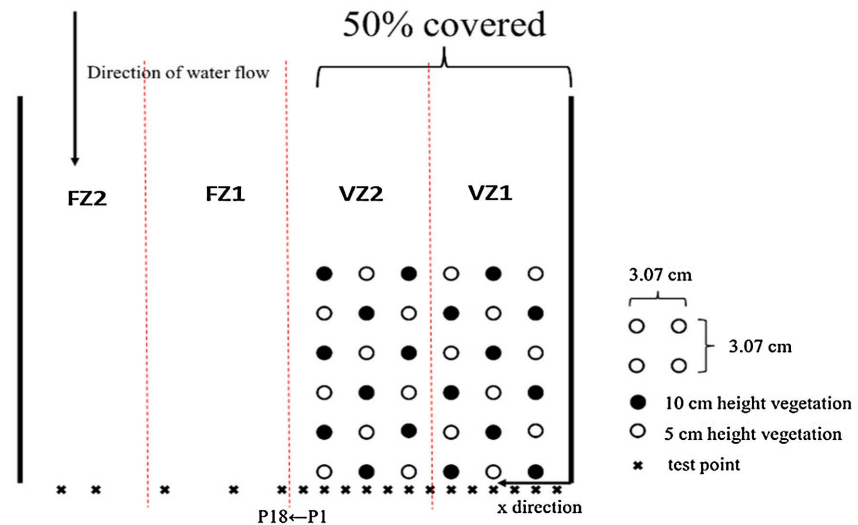 50% covered
Direction of water flow
FZ2
FZ1
VZ2
VZ1
3.07 cm
3.07 cm
10 cm height vegetation
5 cm height vegetation
test point
x direction
P18←P1